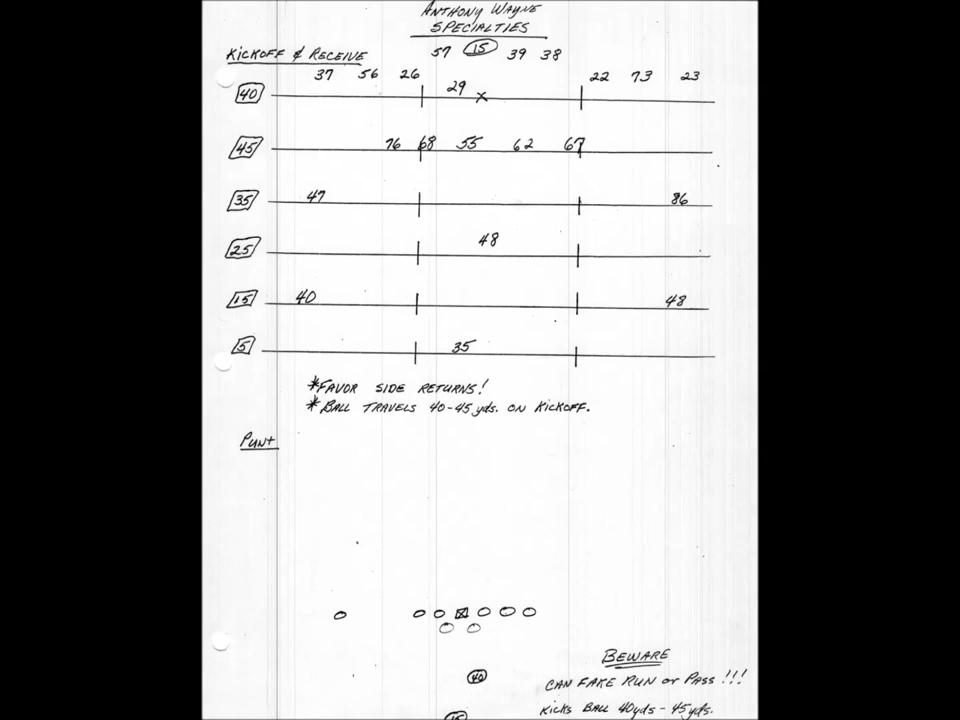 ANTHONY WAYNE
SPECIALTIES
KICKOFF & RECEIVE
57 15 39 38
37 56 26 22 73 23
40 29 X
45 76 68 55 62 67
35 47 86
25 48
15 40 48
5 35
*FAVOR SIDE RETURNS!
* BALL TRAVELS 40-45 yds. ON KICKOFF.
Punt
BEWARE
40
CAN FAKE RUN or PASS !!!
KICKS BALL 40yds - 45yds.
15